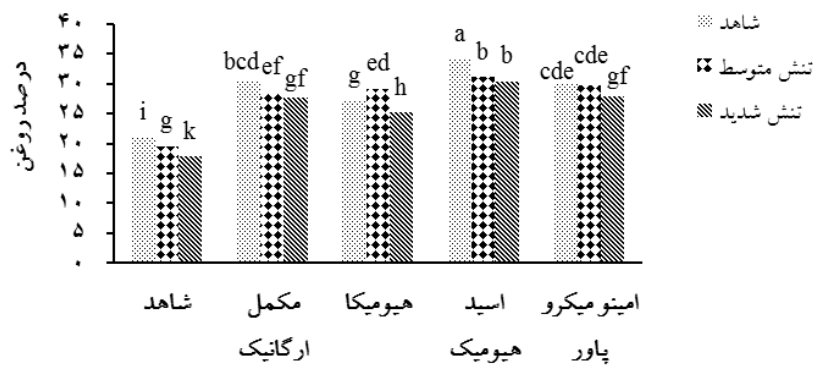 درصد روغن
۴۰
۳۵
۳۰
۲۵
۲۰
۱۵
۱۰
۵
۰
i g k
bcd ef gf
g ed h
a b b
cde cde gf
شاهد
مکمل ارگانیک
هیومیکا
اسید هیومیک
امینو میکرو پاور
شاهد
تنش متوسط
تنش شدید